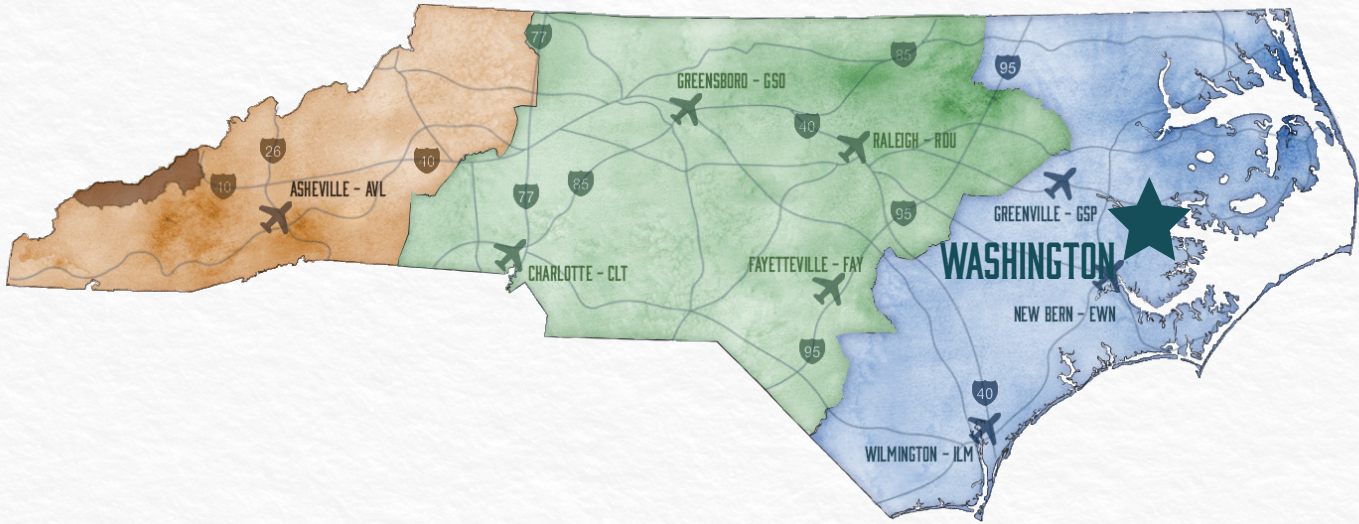 77
85
95
GREENSBORO - GSO
40
RALEIGH - RDU
26
40
40
ASHEVILLE - AVL
77
85
95
GREENVILLE - GSP
WASHINGTON
CHARLOTTE - CLT
FAYETTEVILLE - FAY
NEW BERN - EWN
95
40
WILMINGTON - ILM